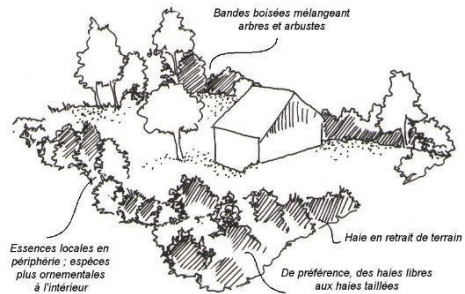 Bandes boisées mélangeant
arbres et arbustes
Essences locales en
périphérie ; espèces
plus ornementales
à l'intérieur
Haie en retrait de terrain
De préférence, des haies libres
aux haies taillées